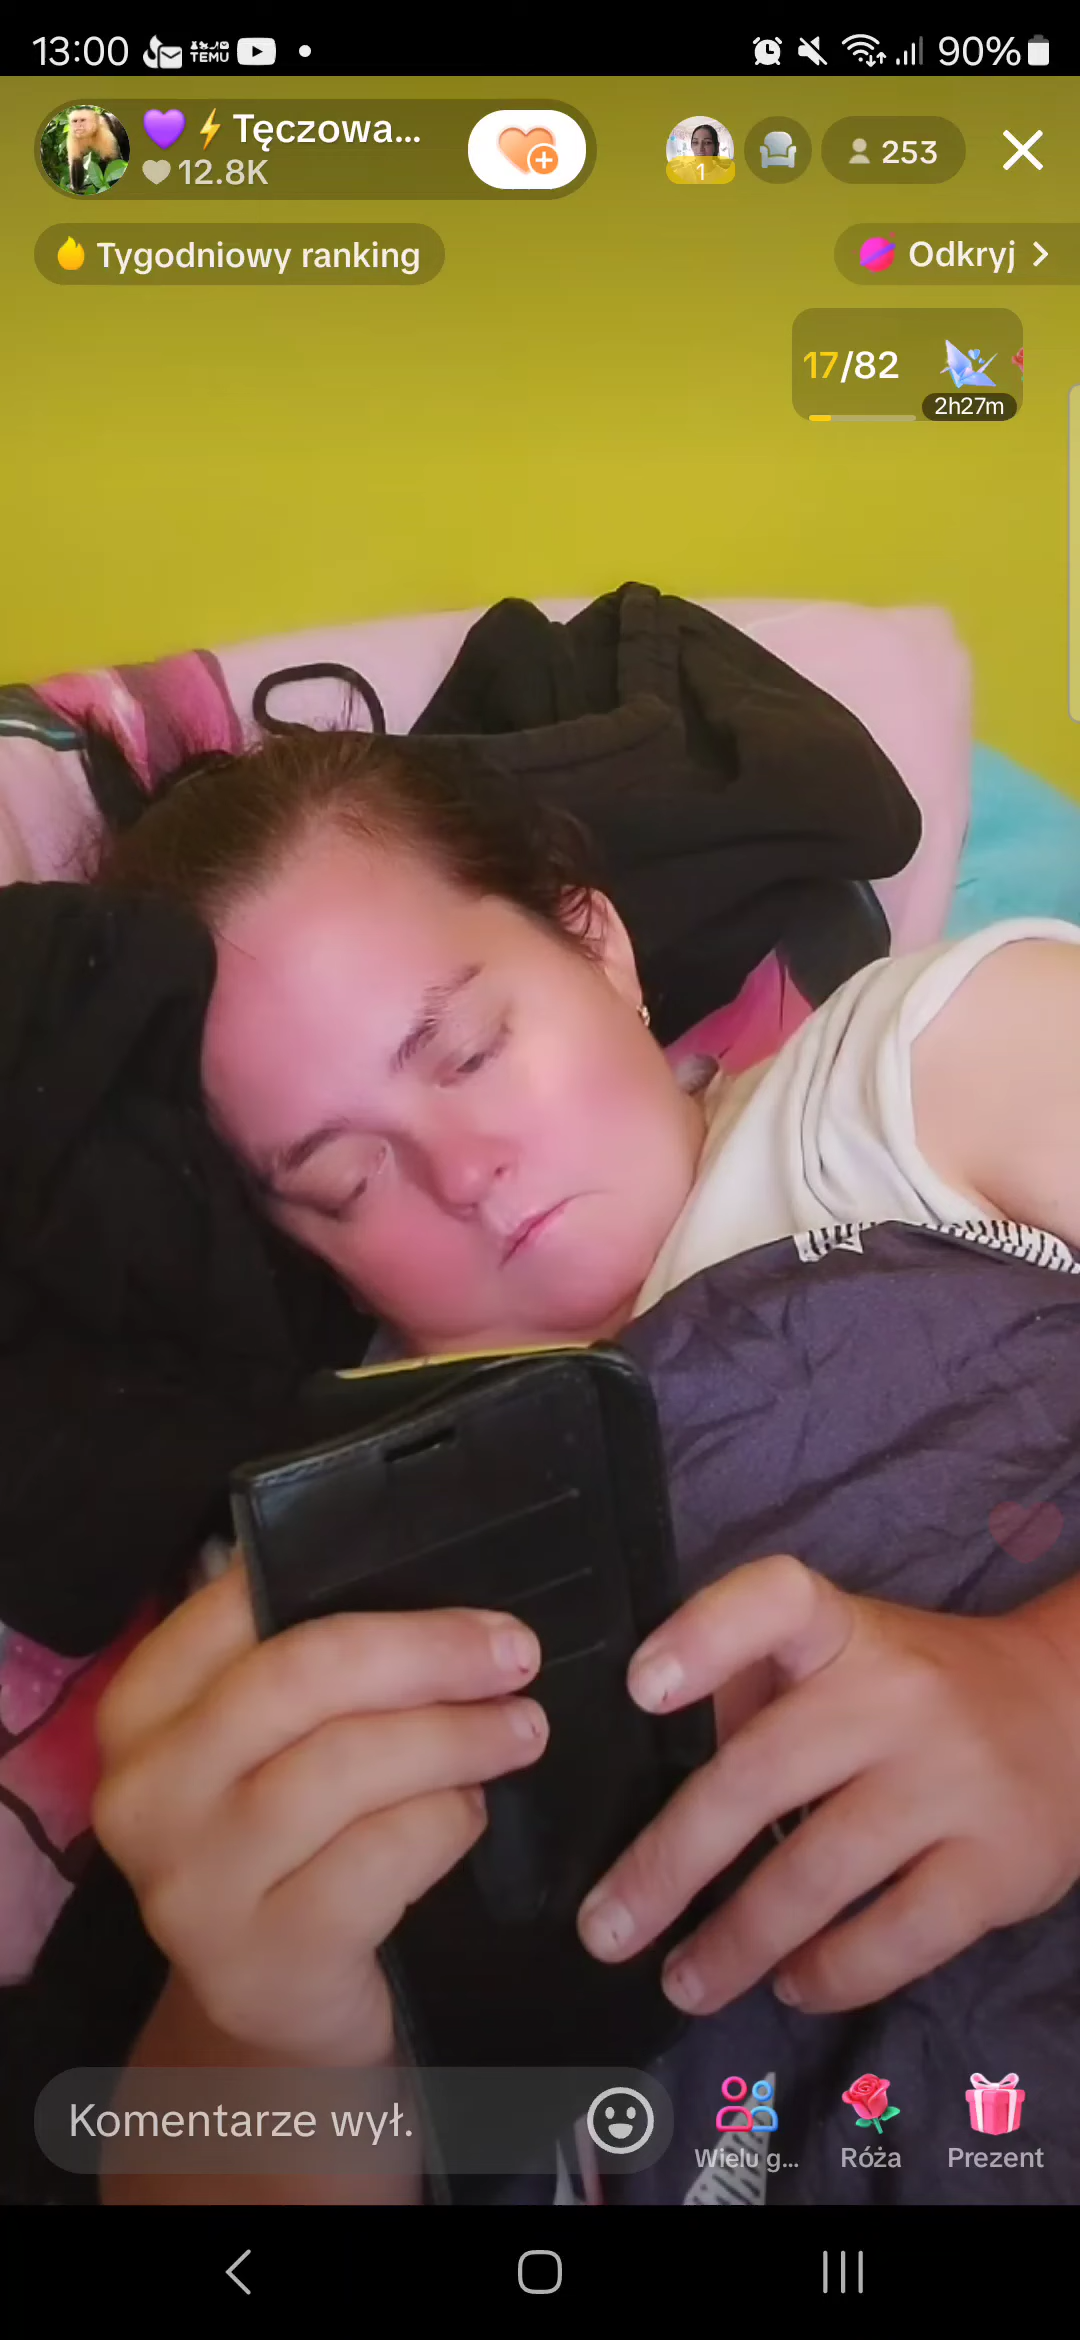 13:00 TEMU 90%
💜⚡Tęczowa...
12.8K
1
253
Tygodniowy ranking
Odkryj >
17/82
2h27m
Komentarze wył.
Wielu g...
Róża
Prezent